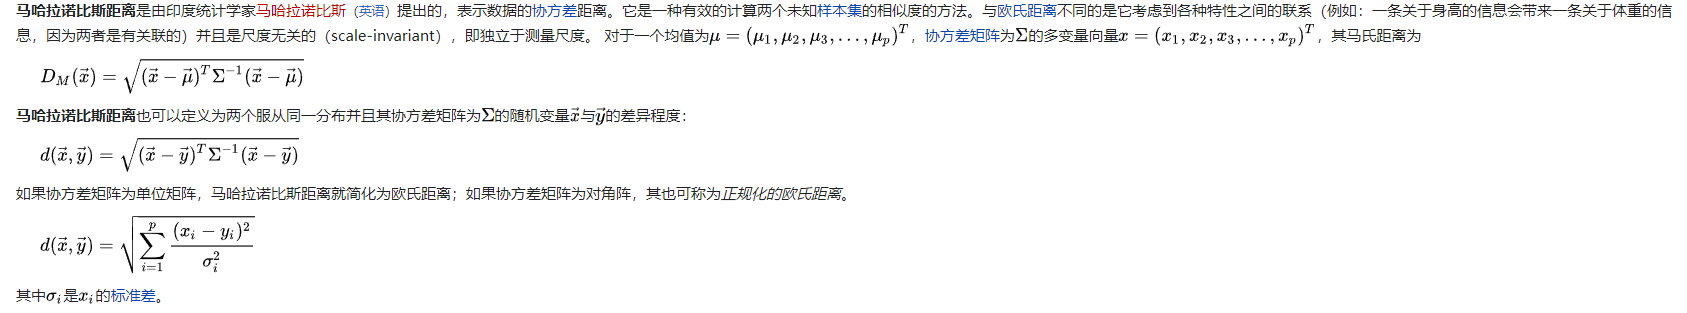 马哈拉诺比斯距离是由印度统计学家马哈拉诺比斯（英语）提出的，表示数据的协方差距离。它是一种有效的计算两个未知样本集的相似度的方法。与欧氏距离不同的是它考虑到各种特性之间的联系（例如：一条关于身高的信息会带来一条关于体重的信
息，因为两者是有关联的）并且是尺度无关的（scale-invariant），即独立于测量尺度。 对于一个均值为$\mu = (\mu_1, \mu_2, \mu_3, \ldots, \mu_p)^T$，协方差矩阵为$\Sigma$的多变量向量$x = (x_1, x_2, x_3, \ldots, x_p)^T$，其马氏距离为
$D_M(\vec{x}) = \sqrt{(\vec{x} - \vec{\mu})^T \Sigma^{-1} (\vec{x} - \vec{\mu})}$
马哈拉诺比斯距离也可以定义为两个服从同一分布并且其协方差矩阵为$\Sigma$的随机变量$\vec{x}$与$\vec{y}$的差异程度：
$d(\vec{x}, \vec{y}) = \sqrt{(\vec{x} - \vec{y})^T \Sigma^{-1} (\vec{x} - \vec{y})}$
如果协方差矩阵为单位矩阵，马哈拉诺比斯距离就简化为欧氏距离；如果协方差矩阵为对角阵，其也可称为正规化的欧氏距离。
$d(\vec{x}, \vec{y}) = \sqrt{\sum_{i=1}^{p} \frac{(x_i - y_i)^2}{\sigma_i^2}}$
其中$\sigma_i$是$x_i$的标准差。